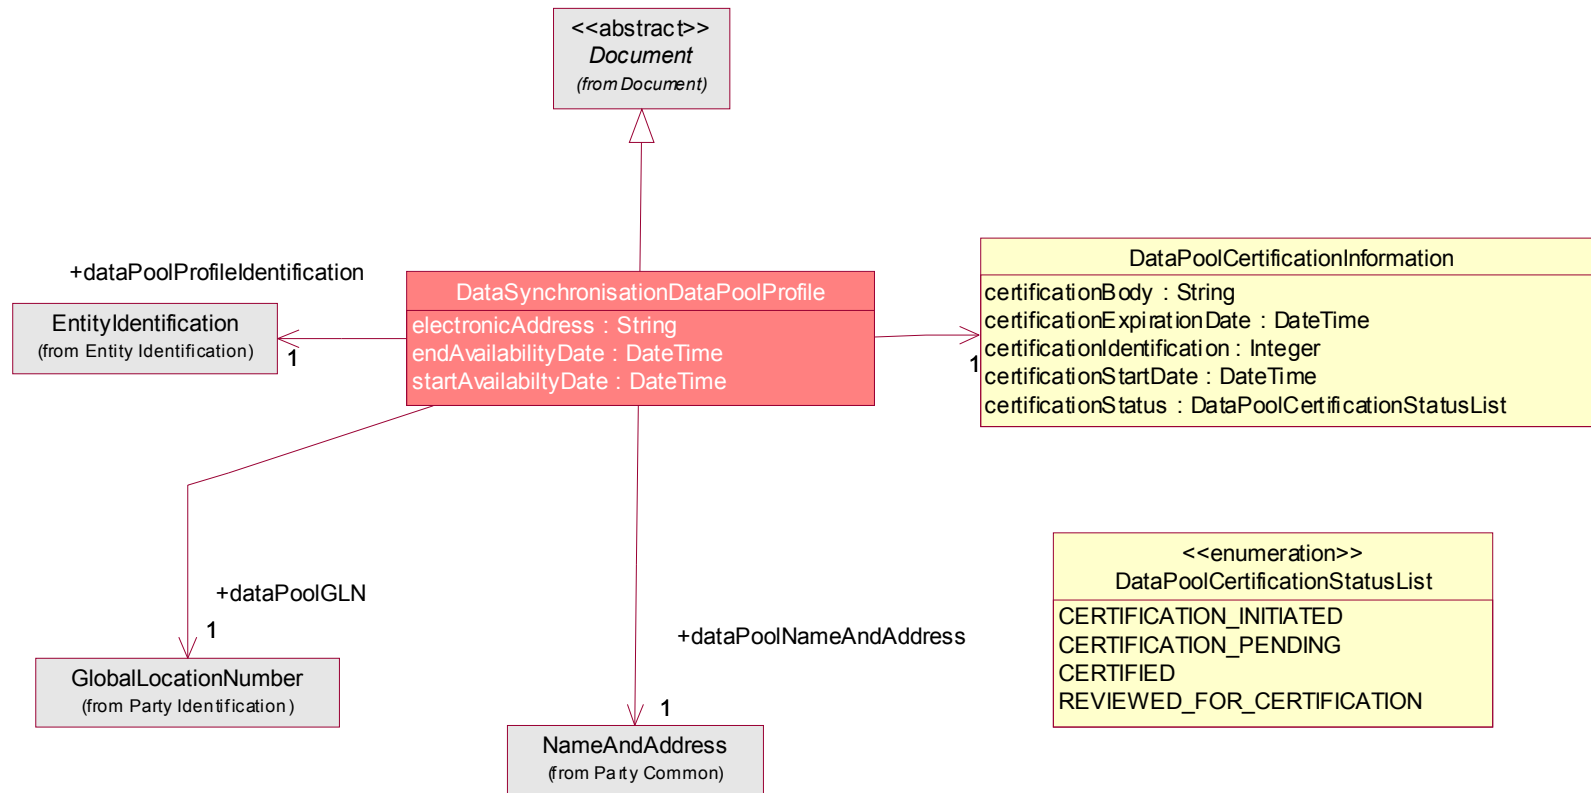 <<abstract>>
Document
(from Document)
+dataPoolProfileIdentification
EntityIdentification
(from Entity Identification)
1
DataSynchronisationDataPoolProfile
electronicAddress : String
endAvailabilityDate : DateTime
startAvailabiltyDate : DateTime
1
DataPoolCertificationInformation
certificationBody : String
certificationExpirationDate : DateTime
certificationIdentification : Integer
certificationStartDate : DateTime
certificationStatus : DataPoolCertificationStatusList
+dataPoolGLN
1
GlobalLocationNumber
(from Party Identification)
+dataPoolNameAndAddress
1
NameAndAddress
(from Party Common)
<<enumeration>>
DataPoolCertificationStatusList
CERTIFICATION_INITIATED
CERTIFICATION_PENDING
CERTIFIED
REVIEWED_FOR_CERTIFICATION